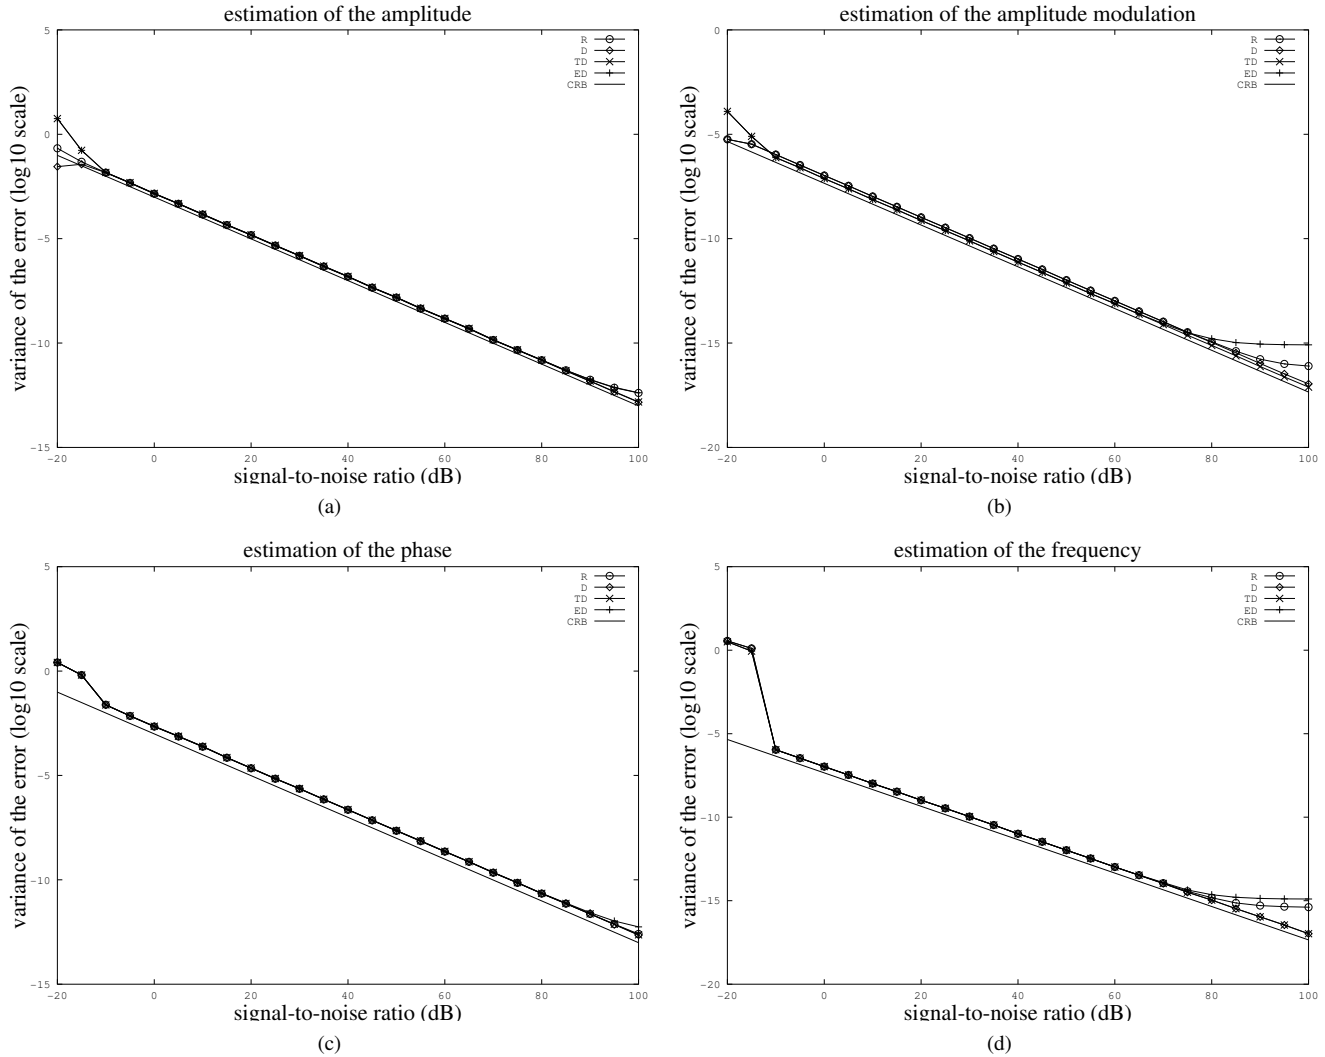 estimation of the amplitude
5
0
−5
−10
−15
−20
0
20
40
60
80
100
variance of the error (log10 scale)
signal-to-noise ratio (dB)
R
D
TD
ED
CRB
(a)
estimation of the amplitude modulation
0
−5
−10
−15
−20
−20
0
20
40
60
80
100
variance of the error (log10 scale)
signal-to-noise ratio (dB)
R
D
TD
ED
CRB
(b)
estimation of the phase
5
0
−5
−10
−15
−20
0
20
40
60
80
100
variance of the error (log10 scale)
signal-to-noise ratio (dB)
R
D
TD
ED
CRB
(c)
estimation of the frequency
5
0
−5
−10
−15
−20
−20
0
20
40
60
80
100
variance of the error (log10 scale)
signal-to-noise ratio (dB)
R
D
TD
ED
CRB
(d)